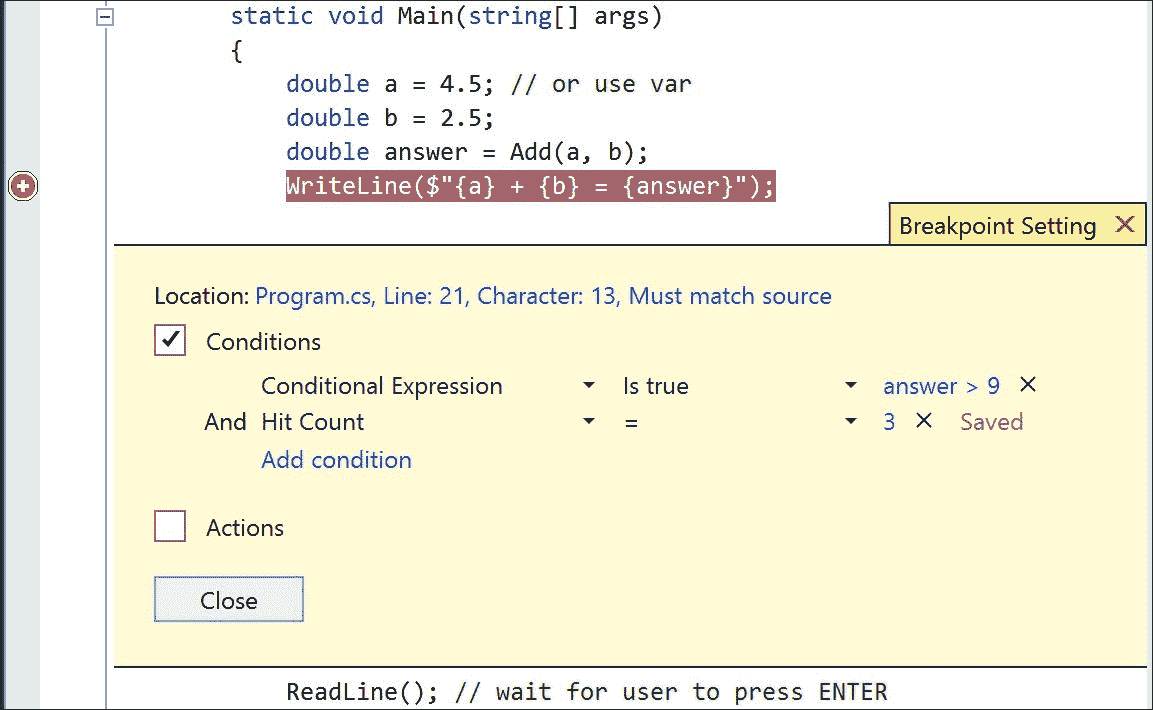 static void Main(string[] args)
{
double a = 4.5; // or use var
double b = 2.5;
double answer = Add(a, b);
WriteLine($"{a} + {b} = {answer}");
Breakpoint Setting
Location: Program.cs, Line: 21, Character: 13, Must match source
Conditions
Conditional Expression Is true answer > 9
And Hit Count = 3 Saved
Add condition
Actions
Close
ReadLine(); // wait for user to press ENTER